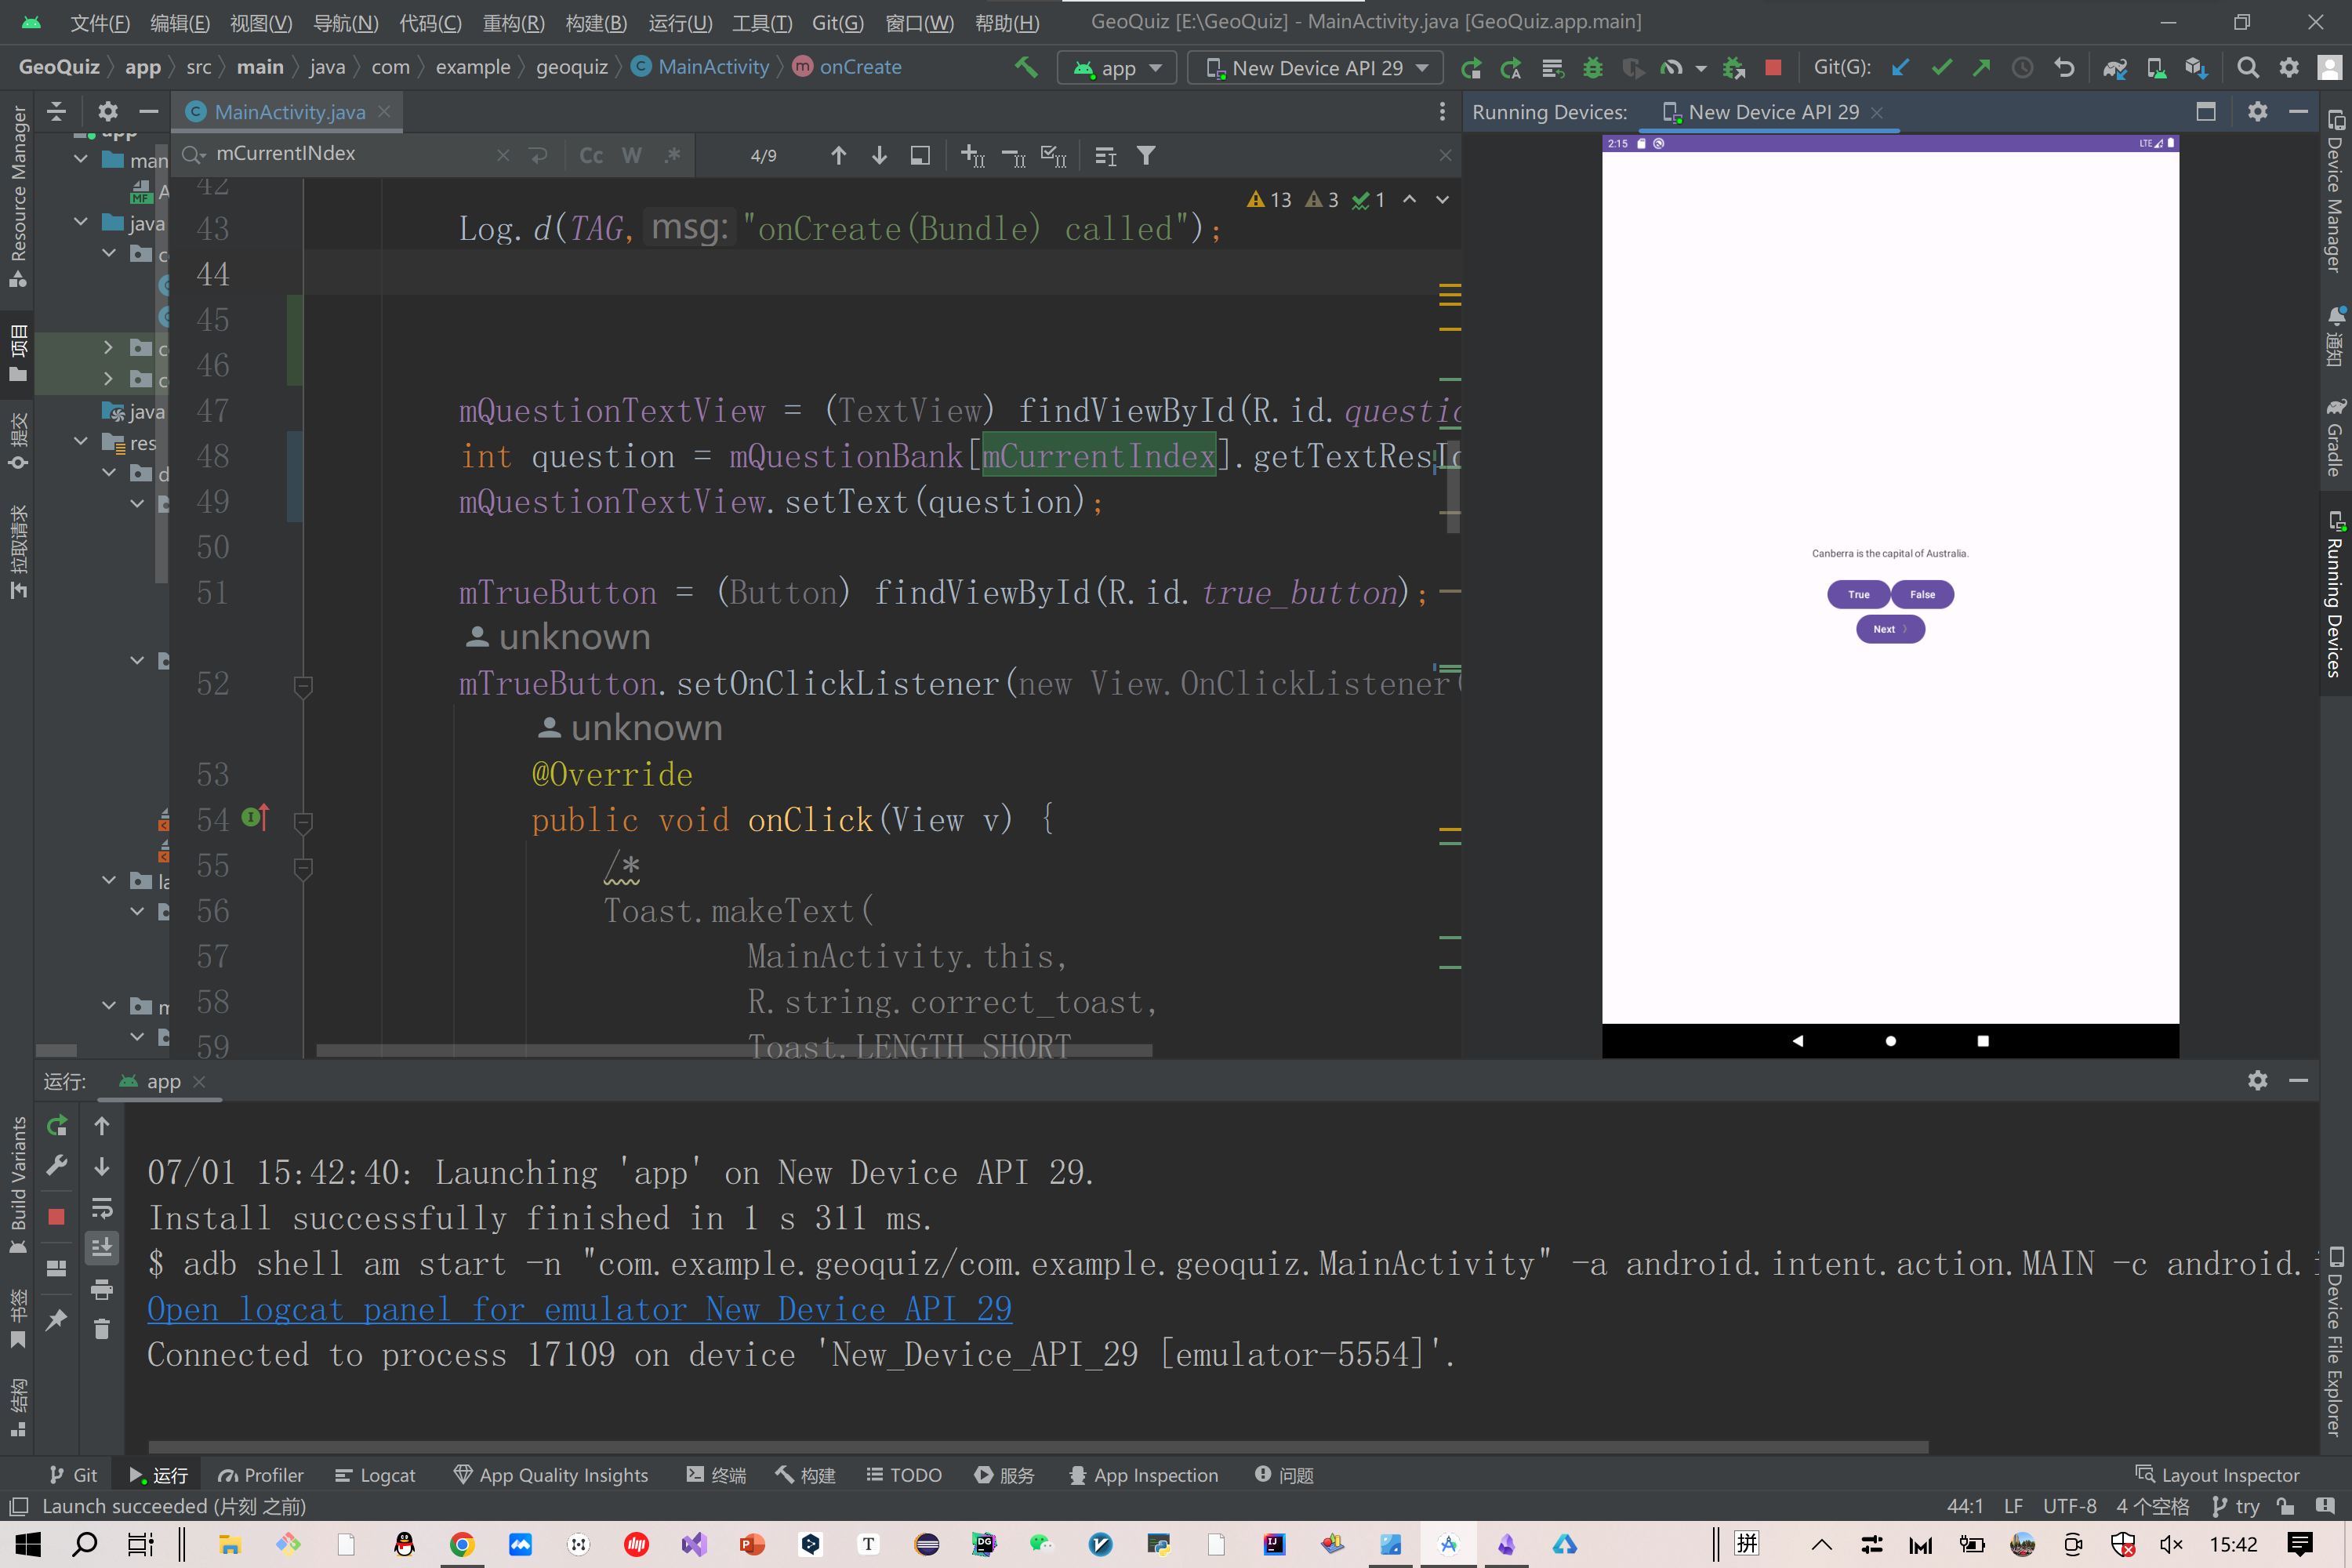 文件(F) 编辑(E) 视图(V) 导航(N) 代码(C) 重构(R) 构建(B) 运行(U) 工具(T) Git(G) 窗口(W) 帮助(H) GeoQuiz [E:\GeoQuiz] - MainActivity.java [GeoQuiz.app.main]
GeoQuiz app src main java com example geoquiz MainActivity onCreate app New Device API 29 Git(G):
MainActivity.java
Running Devices: New Device API 29
mCurrentINdex Cc W .* 4/9
13 3 1
42
43 Log.d(TAG, msg: "onCreate(Bundle) called");
44
45
46
47 mQuestionTextView = (TextView) findViewById(R.id.questio
48 int question = mQuestionBank[mCurrentIndex].getTextResId
49 mQuestionTextView.setText(question);
50
51 mTrueButton = (Button) findViewById(R.id.true_button);
unknown
52 mTrueButton.setOnClickListener(new View.OnClickListener(
unknown
53 @Override
54 public void onClick(View v) {
55 /*
56 Toast.makeText(
57 MainActivity.this,
58 R.string.correct_toast,
59 Toast.LENGTH_SHORT
app
man
MF A
java
c
c
c
java
res
d
la
m
Resource Manager
项目
提交
拉取请求
Build Variants
书签
结构
2:15 LTE
Canberra is the capital of Australia.
True False
Next
Device Manager
通知
Gradle
Running Devices
Device File Explorer
运行: app
07/01 15:42:40: Launching 'app' on New Device API 29.
Install successfully finished in 1 s 311 ms.
$ adb shell am start -n "com.example.geoquiz/com.example.geoquiz.MainActivity" -a android.intent.action.MAIN -c android.i
Open logcat panel for emulator New Device API 29
Connected to process 17109 on device 'New_Device_API_29 [emulator-5554]'.
Git 运行 Profiler Logcat App Quality Insights 终端 构建 TODO 服务 App Inspection 问题 Layout Inspector
Launch succeeded (片刻 之前) 44:1 LF UTF-8 4 个空格 try
拼 15:42